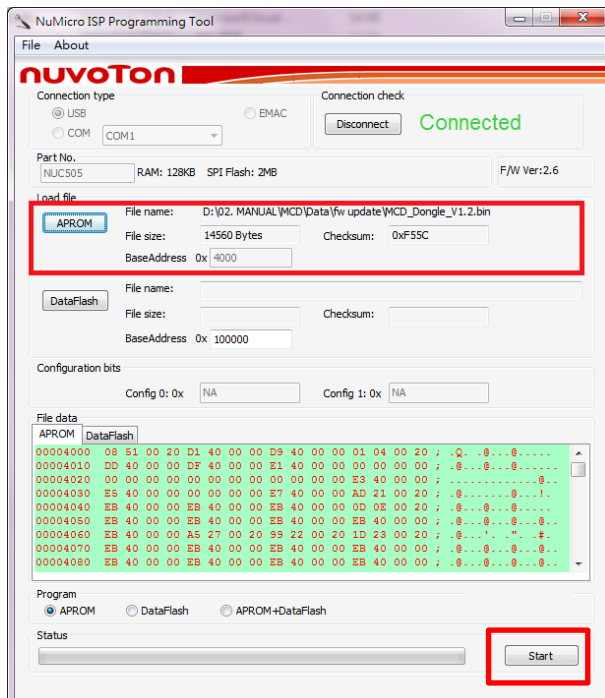 NuMicro ISP Programming Tool
File About
nuvoTon
Connection type
USB
EMAC
COM COM1
Connection check
Disconnect Connected
Part No.
NUC505 RAM: 128KB SPI Flash: 2MB F/W Ver:2.6
Load file
APROM
File name: D:\02. MANUAL\MCD\Data\fw update\MCD_Dongle_V1.2.bin
File size: 14560 Bytes Checksum: 0xF55C
BaseAddress 0x 4000
DataFlash
File name:
File size: Checksum:
BaseAddress 0x 100000
Configuration bits
Config 0: 0x NA Config 1: 0x NA
File data
APROM DataFlash
00004000 08 51 00 20 D1 40 00 00 D9 40 00 00 01 04 00 20 ; .Q. .@...@.....
00004010 DD 40 00 00 DF 40 00 00 E1 40 00 00 00 00 00 00 ; .@...@...@......
00004020 00 00 00 00 00 00 00 00 00 00 00 00 E3 40 00 00 ; .............@..
00004030 E5 40 00 00 00 00 00 00 E7 40 00 00 AD 21 00 20 ; .@.......@...!.
00004040 EB 40 00 00 EB 40 00 00 EB 40 00 00 0D 0E 00 20 ; .@...@...@.....
00004050 EB 40 00 00 EB 40 00 00 EB 40 00 00 EB 40 00 00 ; .@...@...@...@..
00004060 EB 40 00 00 A5 27 00 20 99 22 00 20 1D 23 00 20 ; .@...'. .". .#.
00004070 EB 40 00 00 EB 40 00 00 EB 40 00 00 EB 40 00 00 ; .@...@...@...@..
00004080 EB 40 00 00 EB 40 00 00 EB 40 00 00 EB 40 00 00 ; .@...@...@...@..
Program
APROM DataFlash APROM+DataFlash
Status
Start